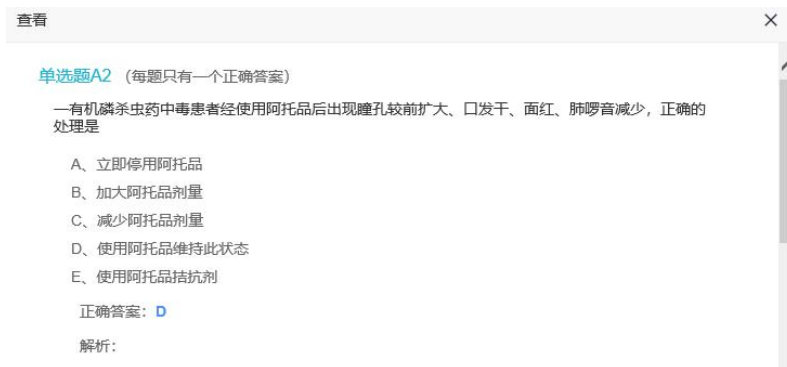 查看
单选题A2 （每题只有一个正确答案）
一有机磷杀虫药中毒患者经使用阿托品后出现瞳孔较前扩大、口发干、面红、肺啰音减少，正确的
处理是
A、立即停用阿托品
B、加大阿托品剂量
C、减少阿托品剂量
D、使用阿托品维持此状态
E、使用阿托品拮抗剂
正确答案：D
解析：